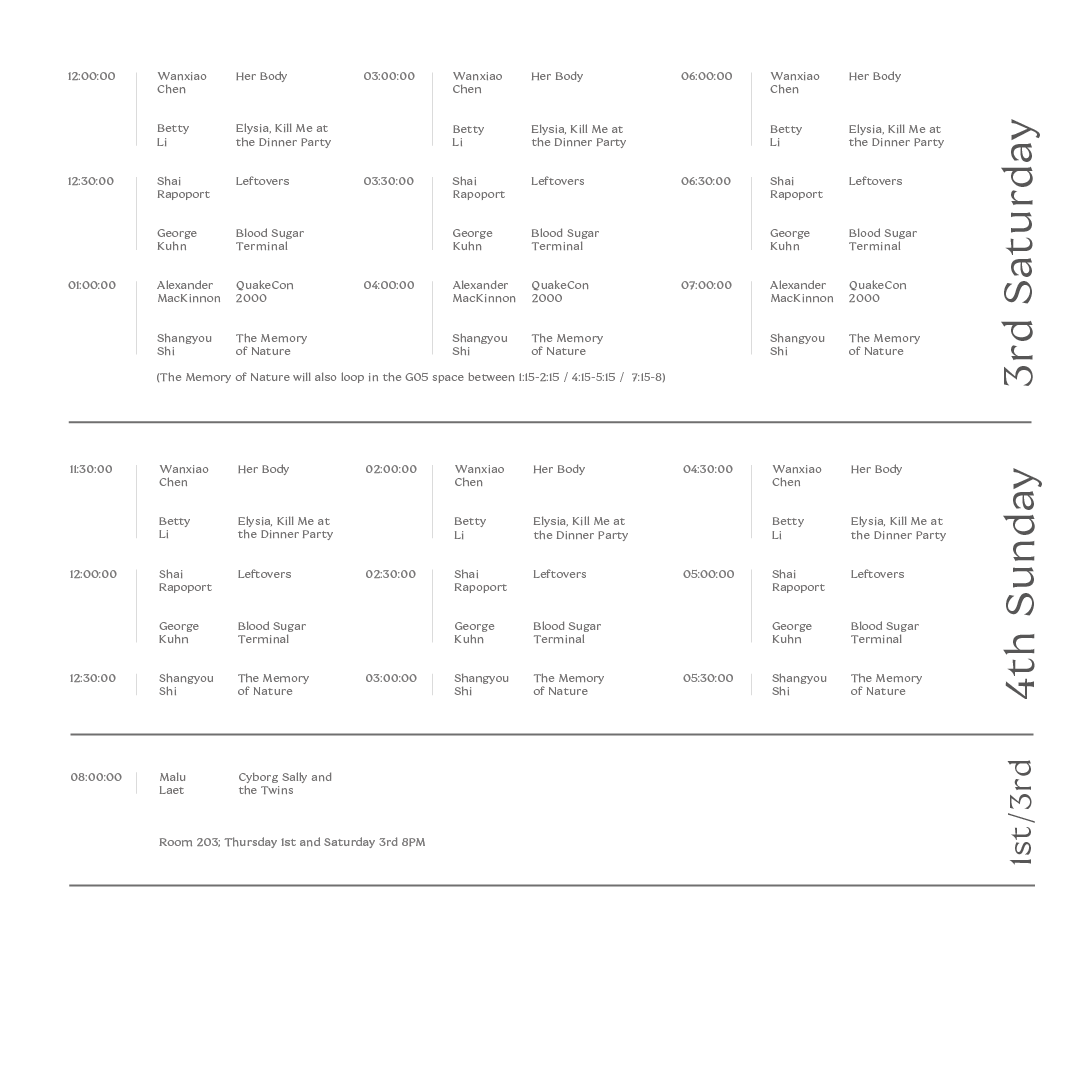 12:00:00 Wanxiao Her Body 03:00:00 Wanxiao Her Body 06:00:00 Wanxiao Her Body
Chen Chen Chen
Betty Elysia, Kill Me at Betty Elysia, Kill Me at Betty Elysia, Kill Me at
Li the Dinner Party Li the Dinner Party Li the Dinner Party
12:30:00 Shai Leftovers 03:30:00 Shai Leftovers 06:30:00 Shai Leftovers
Rapoport Rapoport Rapoport
George Blood Sugar George Blood Sugar George Blood Sugar
Kuhn Terminal Kuhn Terminal Kuhn Terminal
01:00:00 Alexander QuakeCon 04:00:00 Alexander QuakeCon 07:00:00 Alexander QuakeCon
MacKinnon 2000 MacKinnon 2000 MacKinnon 2000
Shangyou The Memory Shangyou The Memory Shangyou The Memory
Shi of Nature Shi of Nature Shi of Nature
(The Memory of Nature will also loop in the G05 space between 1:15-2:15 / 4:15-5:15 / 7:15-8)
3rd Saturday
11:30:00 Wanxiao Her Body 02:00:00 Wanxiao Her Body 04:30:00 Wanxiao Her Body
Chen Chen Chen
Betty Elysia, Kill Me at Betty Elysia, Kill Me at Betty Elysia, Kill Me at
Li the Dinner Party Li the Dinner Party Li the Dinner Party
12:00:00 Shai Leftovers 02:30:00 Shai Leftovers 05:00:00 Shai Leftovers
Rapoport Rapoport Rapoport
George Blood Sugar George Blood Sugar George Blood Sugar
Kuhn Terminal Kuhn Terminal Kuhn Terminal
12:30:00 Shangyou The Memory 03:00:00 Shangyou The Memory 05:30:00 Shangyou The Memory
Shi of Nature Shi of Nature Shi of Nature
4th Sunday
08:00:00 Malu Cyborg Sally and
Laet the Twins
Room 203; Thursday 1st and Saturday 3rd 8PM
1st/3rd